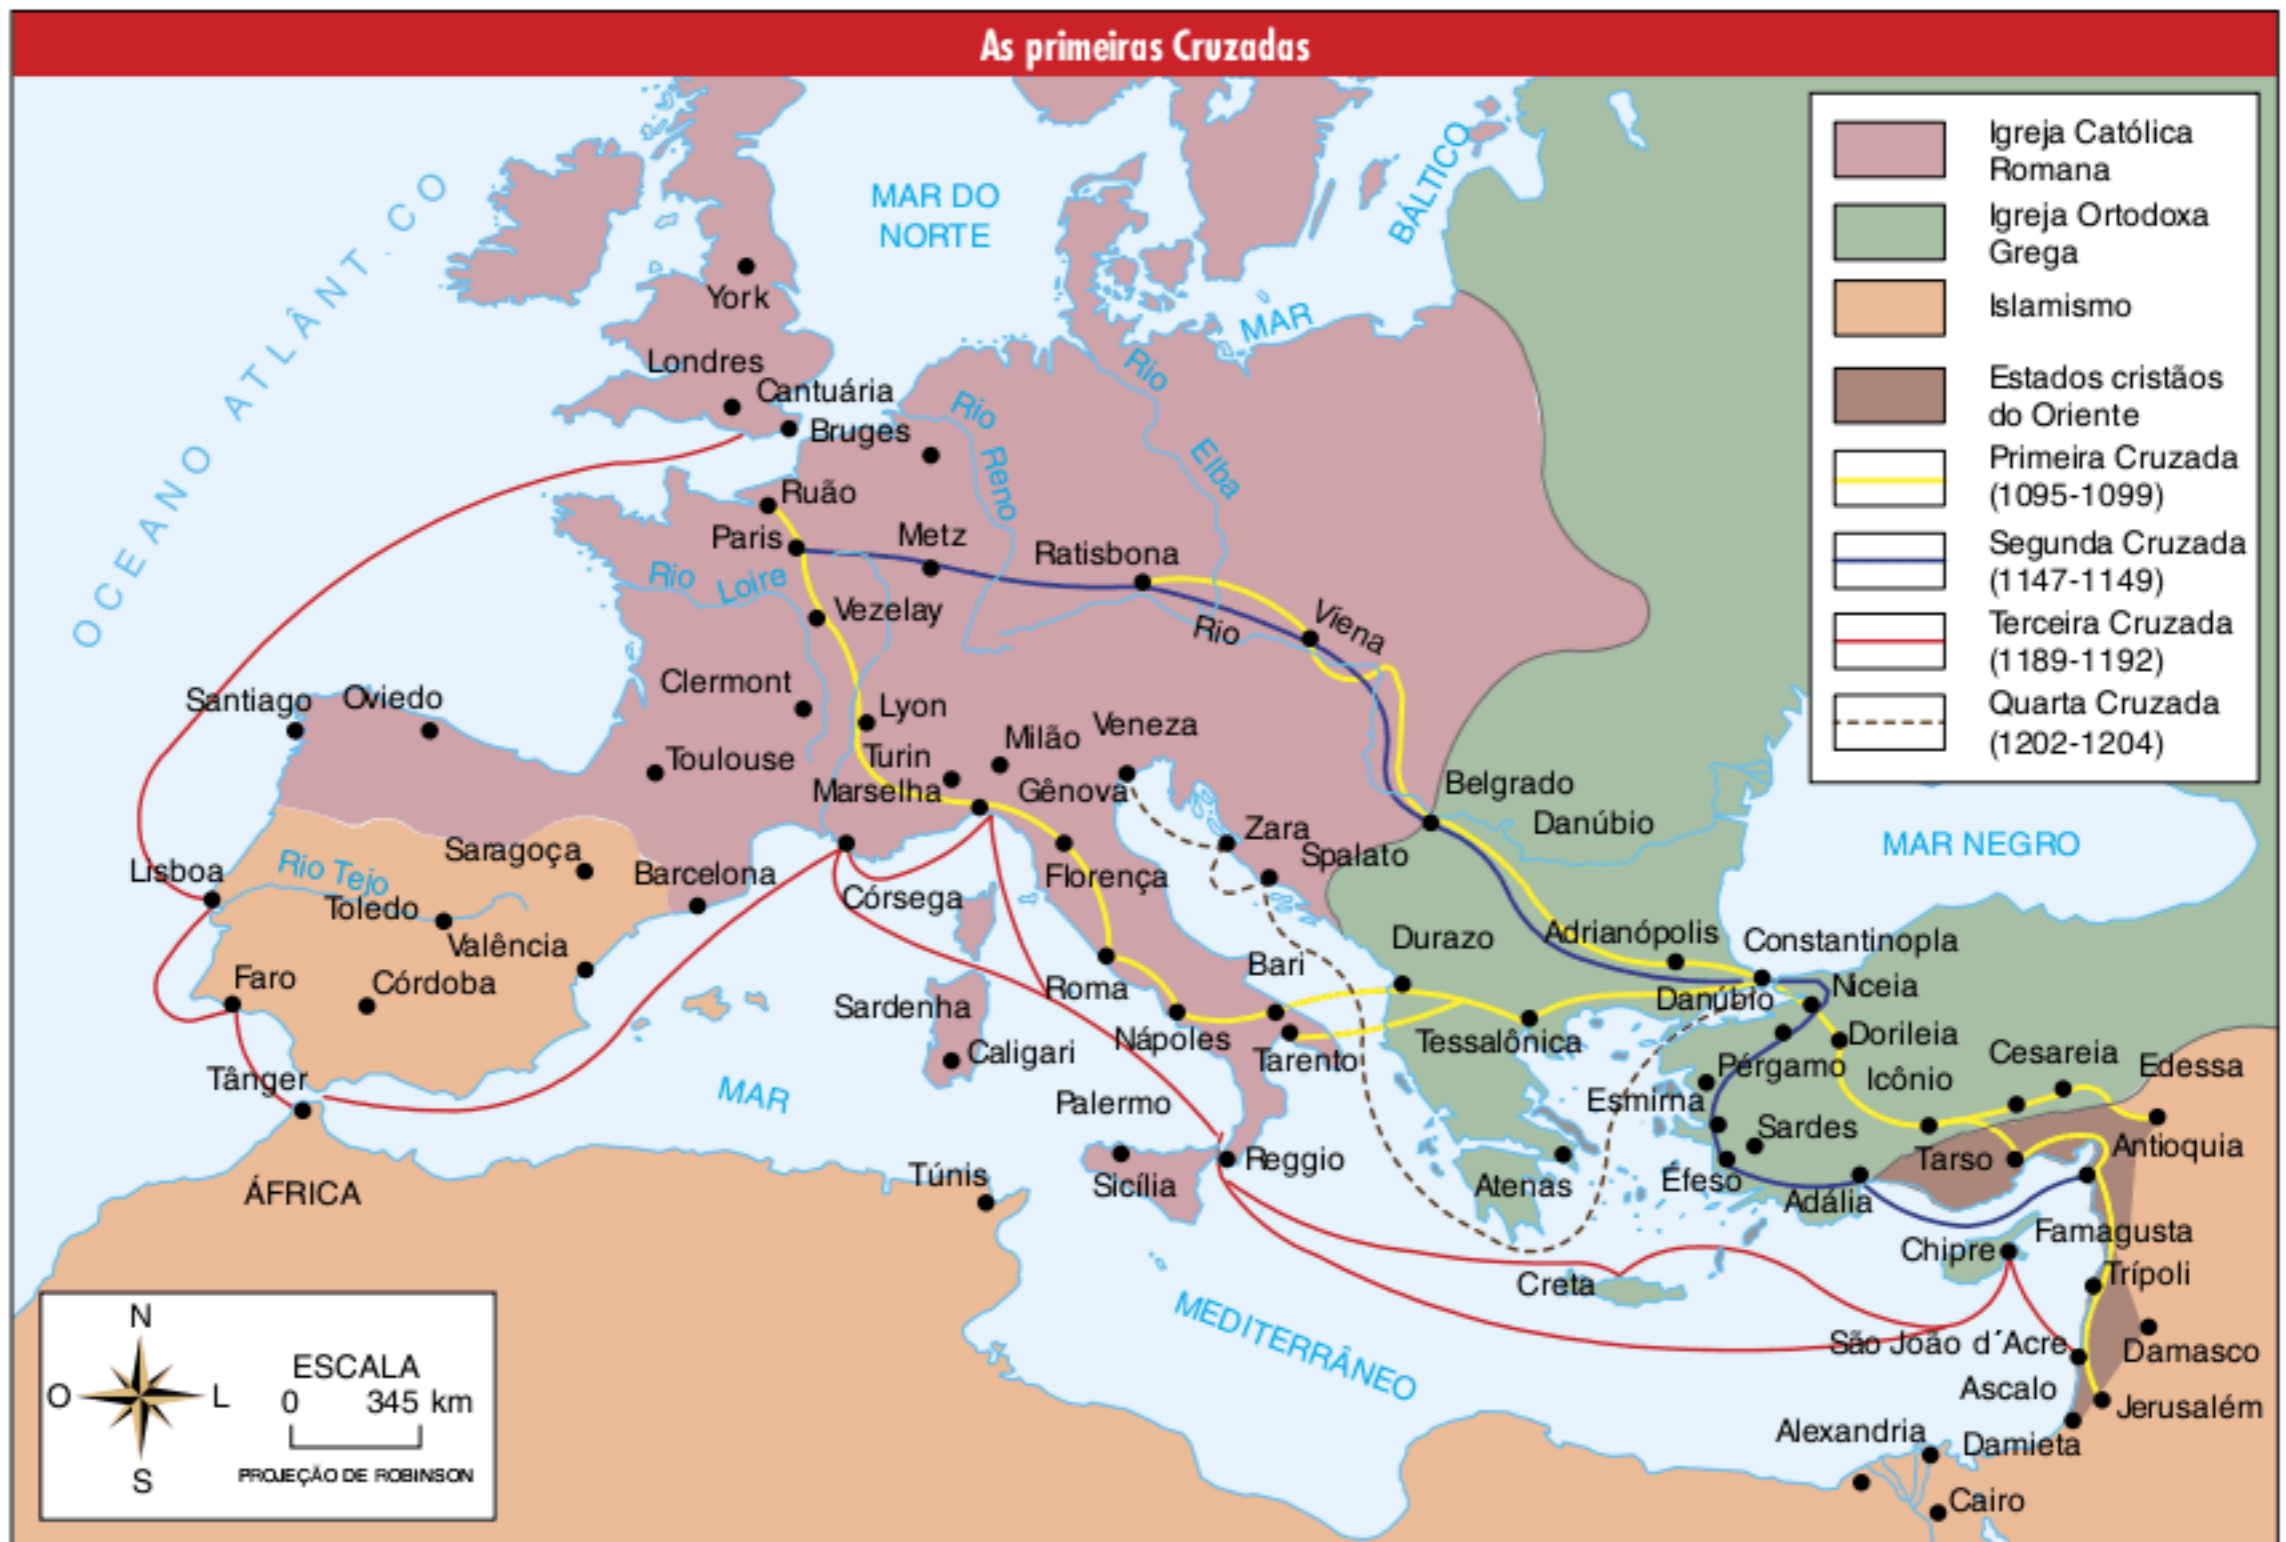 As primeiras Cruzadas
Igreja Católica
Romana
Igreja Ortodoxa
Grega
Islamismo
Estados cristãos
do Oriente
Primeira Cruzada
(1095-1099)
Segunda Cruzada
(1147-1149)
Terceira Cruzada
(1189-1192)
Quarta Cruzada
(1202-1204)
OCEANO ATLÂNT.CO
MAR DO
NORTE
MAR
BÁLTICO
York
Londres
Cantuária
Bruges
Rio
Reno
Rio
Elba
Ruão
Paris
Metz
Ratisbona
Rio
Loire
Vezelay
Rio
Viena
Clermont
Lyon
Santiago
Oviedo
Toulouse
Turin
Milão
Veneza
Marselha
Gênova
Belgrado
Danúbio
MAR NEGRO
Zara
Spalato
Saragoça
Rio Tejo
Lisboa
Barcelona
Córsega
Florença
Toledo
Valência
Durazo
Adrianópolis
Constantinopla
Faro
Córdoba
Bari
Roma
Danúbio
Niceia
Sardenha
Nápoles
Tarento
Tessalônica
Dorileia
Caligari
Pérgamo
Cesareia
Edessa
Tânger
Icônio
MAR
Palermo
Esmirna
Sardes
Antioquia
Reggio
Tarso
Túnis
Sicília
Atenas
Éfeso
Adália
ÁFRICA
Famagusta
Chipre
Creta
Trípoli
MEDITERRÂNEO
São João d´Acre
Damasco
Ascalo
Jerusalém
Alexandria
Damieta
Cairo
N
O
L
S
ESCALA
0 345 km
PROJEÇÃO DE ROBINSON